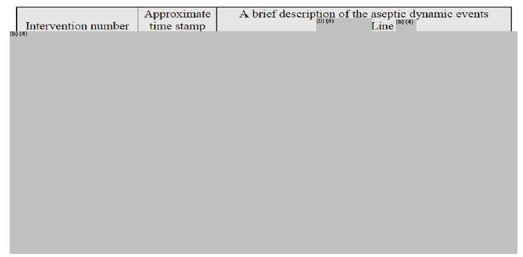 Approximate A brief description of the aseptic dynamic events
Intervention number time stamp (b) (4) Line (b) (4)
(b) (4)